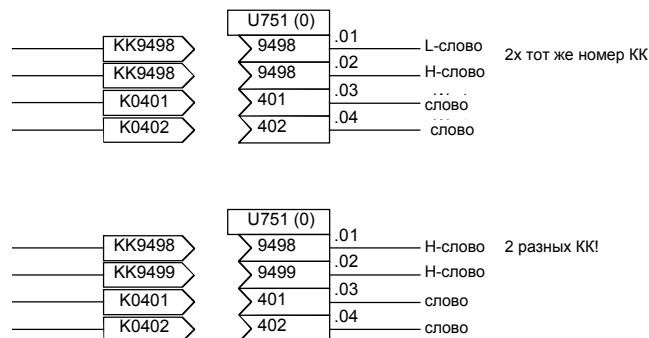 U751 (0)
KK9498 9498 .01 L-слово
KK9498 9498 .02 H-слово
2x тот же номер КК
K0401 401 .03 слово
K0402 402 .04 слово
U751 (0)
KK9498 9498 .01 H-слово 2 разных КК!
KK9499 9499 .02 H-слово
K0401 401 .03 слово
K0402 402 .04 слово